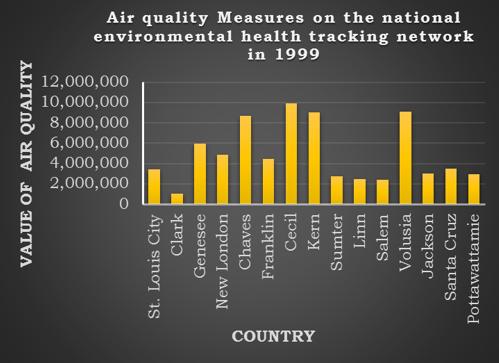 Air quality Measures on the national
environmental health tracking network
in 1999
VALUE OF AIR QUALITY
12,000,000
10,000,000
8,000,000
6,000,000
4,000,000
2,000,000
0
St. Louis City
Clark
Genesee
New London
Chaves
Franklin
Cecil
Kern
Sumter
Linn
Salem
Volusia
Jackson
Santa Cruz
Pottawattamie
COUNTRY